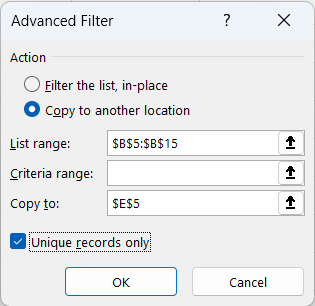 Advanced Filter ?
Action
Filter the list, in-place
Copy to another location
List range: $B$5:$B$15
Criteria range:
Copy to: $E$5
Unique records only
OK Cancel